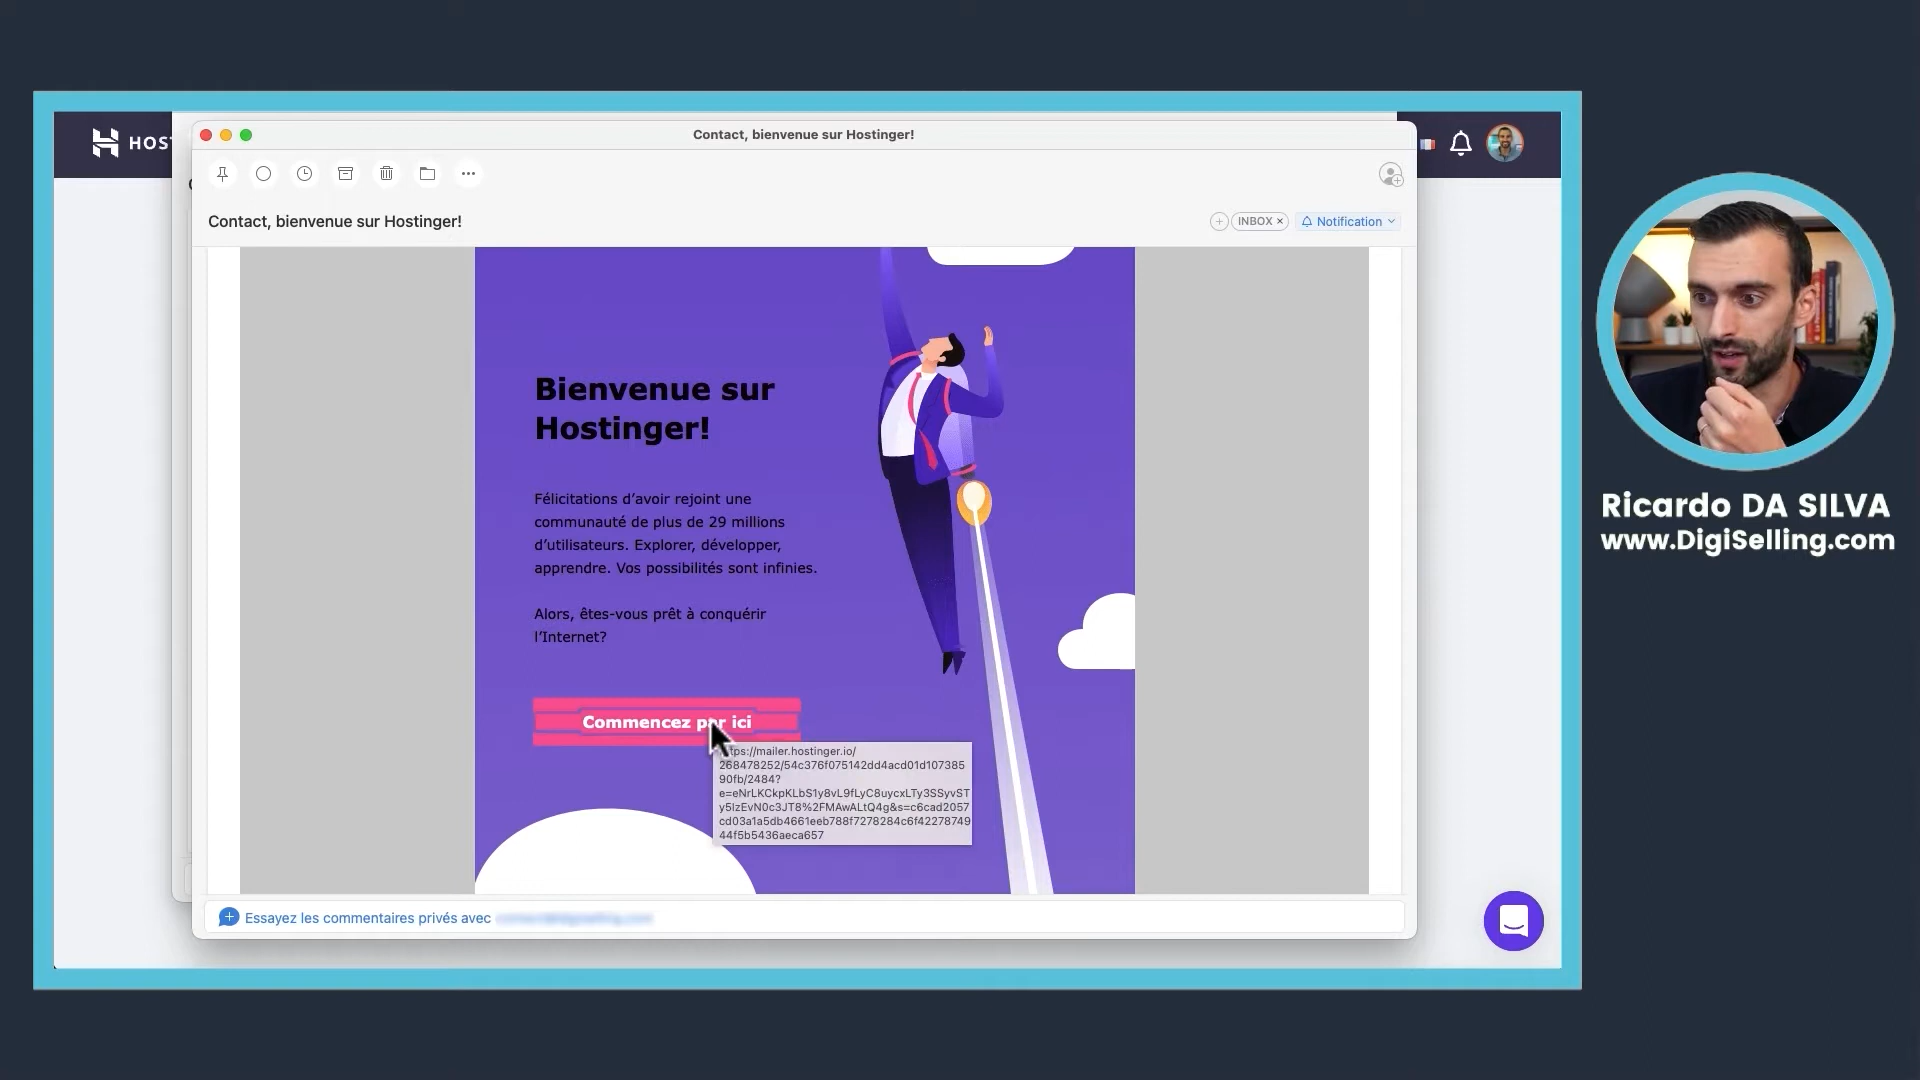 Contact, bienvenue sur Hostinger!
HOST
Contact, bienvenue sur Hostinger!
INBOX ×
Notification
Bienvenue sur
Hostinger!
Félicitations d’avoir rejoint une
communauté de plus de 29 millions
d’utilisateurs. Explorer, développer,
apprendre. Vos possibilités sont infinies.
Alors, êtes-vous prêt à conquérir
l’Internet?
Commencez par ici
https://mailer.hostinger.io/
268478252/54c376f075142dd4acd01d107385
90fb/2484?
e=eNrLKCkpKLbS1y8vL9fLyC8uycxLTy3SSyvST
y5IzEvN0c3JT8%2FMAwALtQ4g&s=c6cad2057
cd03a1a5db4661eeb788f7278284c6f42278749
44f5b5436aeca657
Essayez les commentaires privés avec
Ricardo DA SILVA
www.DigiSelling.com